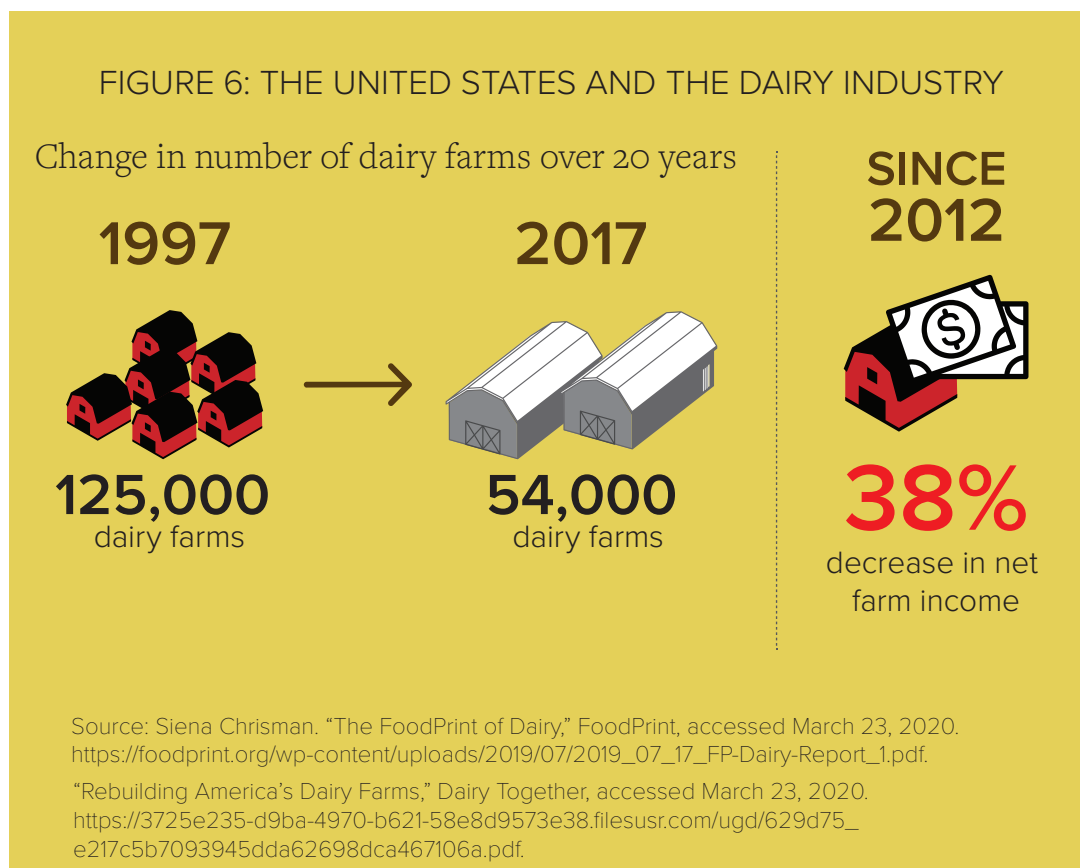 FIGURE 6: THE UNITED STATES AND THE DAIRY INDUSTRY
Change in number of dairy farms over 20 years
1997
125,000
dairy farms
2017
54,000
dairy farms
SINCE
2012
$
38%
decrease in net
farm income
Source: Siena Chrisman. “The FoodPrint of Dairy,” FoodPrint, accessed March 23, 2020.
https://foodprint.org/wp-content/uploads/2019/07/2019_07_17_FP-Dairy-Report_1.pdf.
“Rebuilding America’s Dairy Farms,” Dairy Together, accessed March 23, 2020.
https://3725e235-d9ba-4970-b621-58e8d9573e38.filesusr.com/ugd/629d75_
e217c5b7093945dda62698dca467106a.pdf.